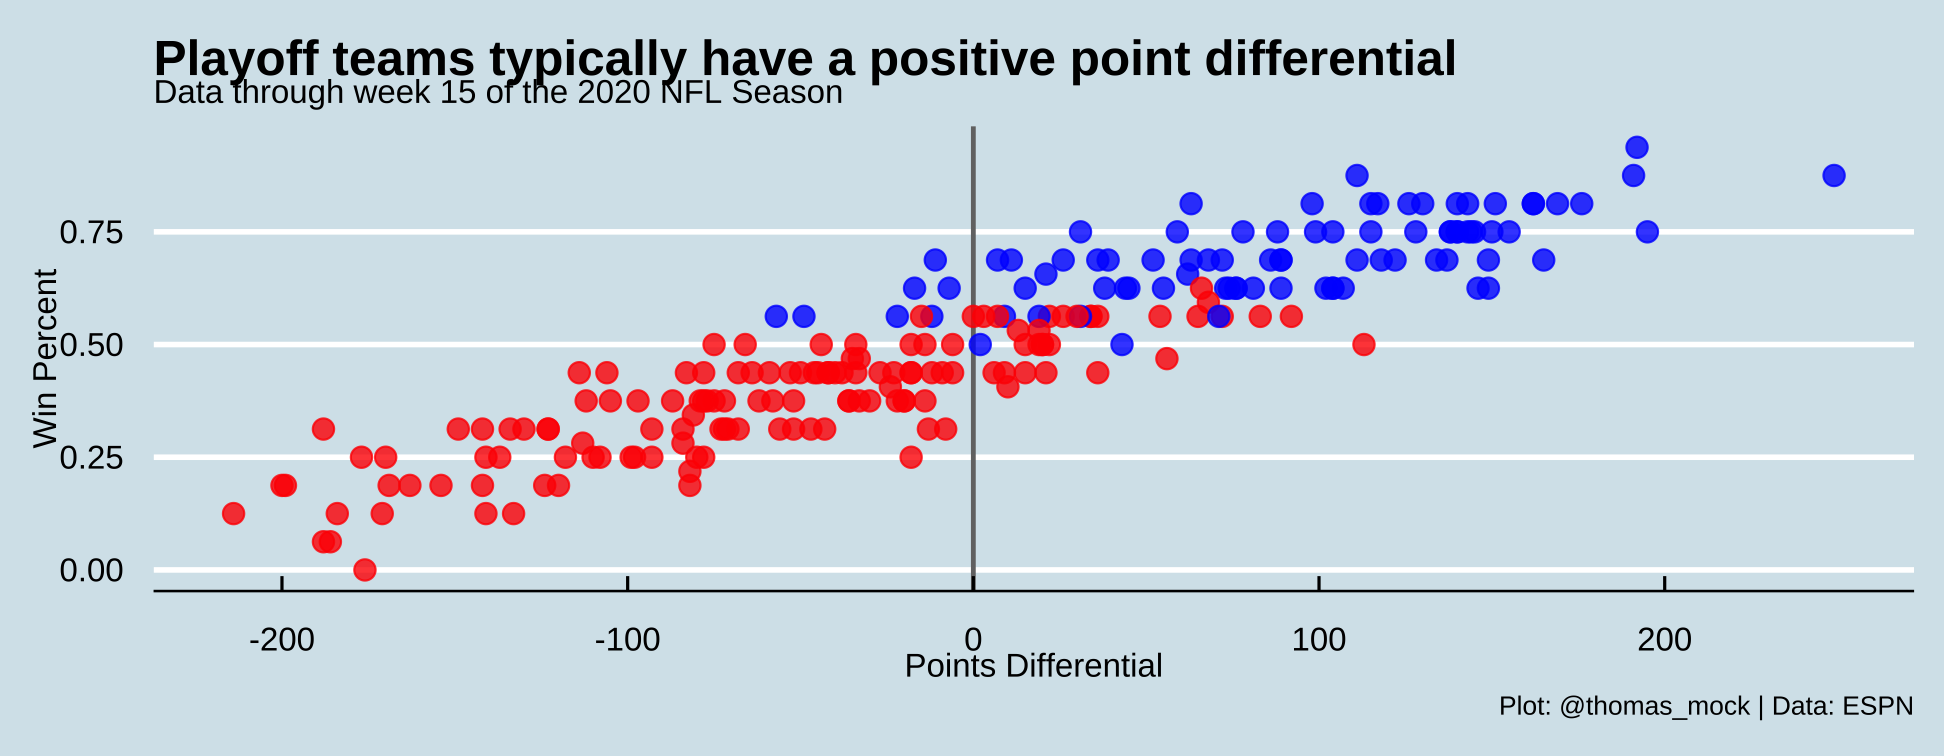 Playoff teams typically have a positive point differential
Data through week 15 of the 2020 NFL Season
Win Percent
0.75
0.50
0.25
0.00
-200 -100 0 100 200
Points Differential
Plot: @thomas_mock | Data: ESPN